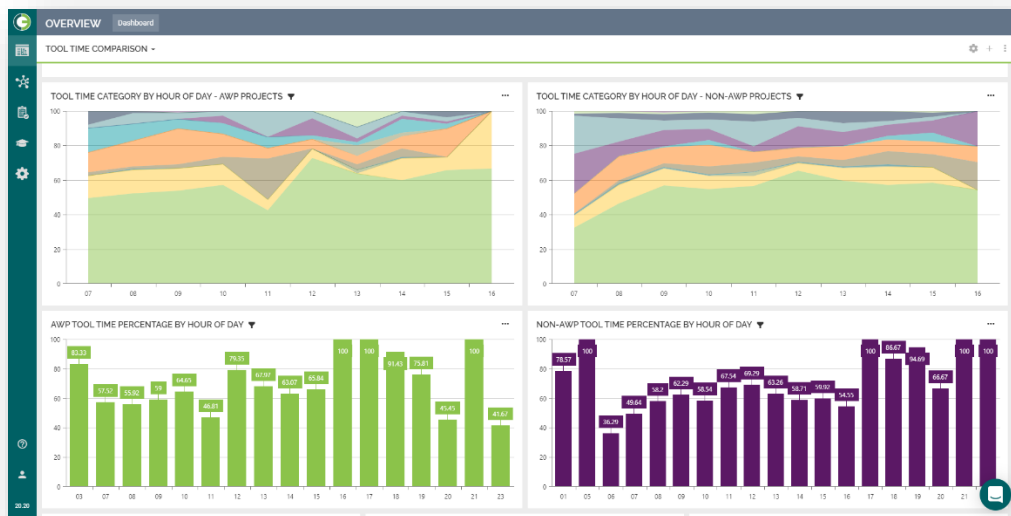 OVERVIEW Dashboard
TOOL TIME COMPARISON
TOOL TIME CATEGORY BY HOUR OF DAY - AWP PROJECTS
100
80
60
40
20
0
07 08 09 10 11 12 13 14 15 16
TOOL TIME CATEGORY BY HOUR OF DAY - NON-AWP PROJECTS
100
80
60
40
20
0
07 08 09 10 11 12 13 14 15 16
AWP TOOL TIME PERCENTAGE BY HOUR OF DAY
100
80
60
40
20
0
83.33 57.52 55.92 59 64.65 46.81 79.35 67.97 63.07 65.84 100 100 91.43 75.81 45.45 100 41.67
03 07 08 09 10 11 12 13 14 15 16 17 18 19 20 21 23
NON-AWP TOOL TIME PERCENTAGE BY HOUR OF DAY
100
80
60
40
20
0
78.57 100 36.29 49.64 58.2 62.29 58.54 67.54 69.29 63.26 58.71 59.92 54.55 100 86.67 94.69 66.67 100 100
01 05 06 07 08 09 10 11 12 13 14 15 16 17 18 19 20 21
20.20